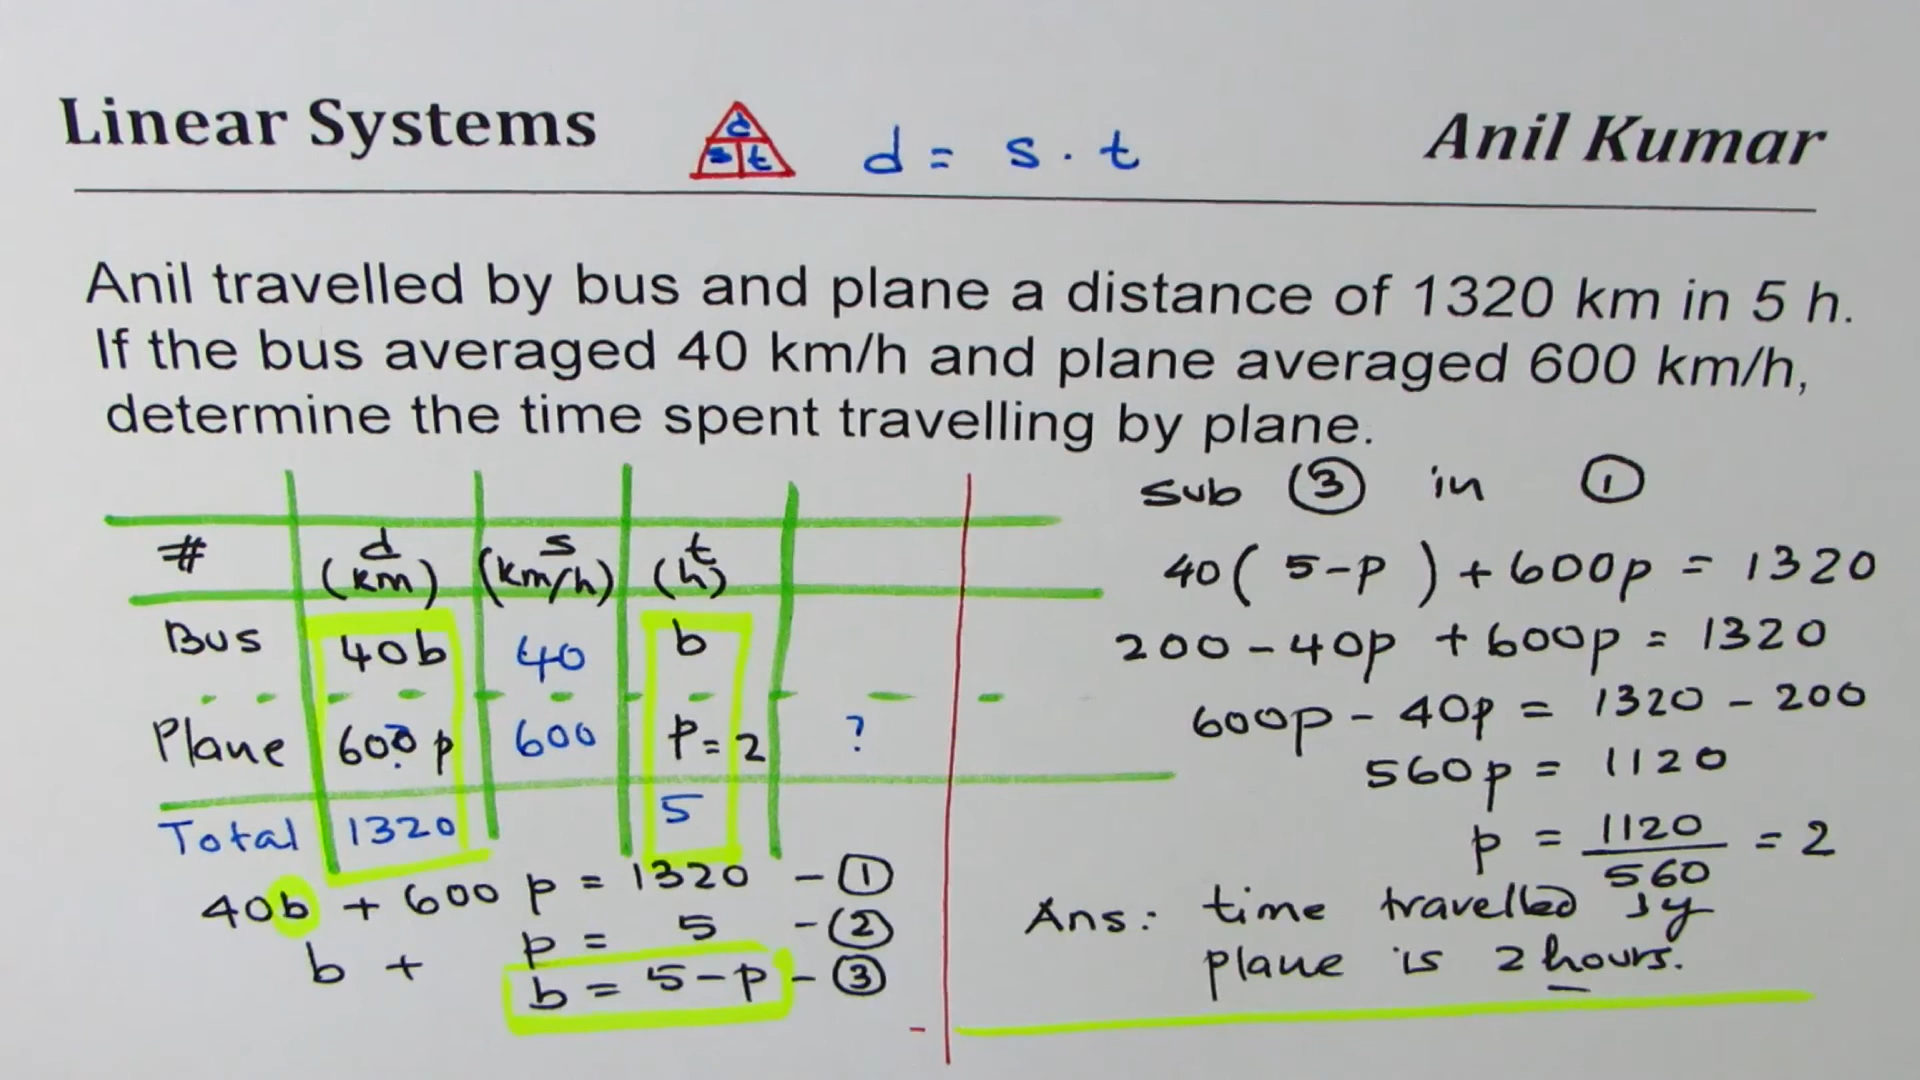 Linear Systems
d
s t
d = s . t
Anil Kumar
Anil travelled by bus and plane a distance of 1320 km in 5 h.
If the bus averaged 40 km/h and plane averaged 600 km/h,
determine the time spent travelling by plane.
# d (km) s (km/h) t (h)
Bus 40b 40 b
Plane 600 p 600 p = 2 ?
Total 1320 5
40b + 600 p = 1320 - ①
b + p = 5 - ②
b = 5 - p - ③
sub ③ in ①
40( 5 - p ) + 600p = 1320
200 - 40p + 600p = 1320
600p - 40p = 1320 - 200
560p = 1120
p = 1120/560 = 2
Ans: time travelled by
plane is 2 hours.